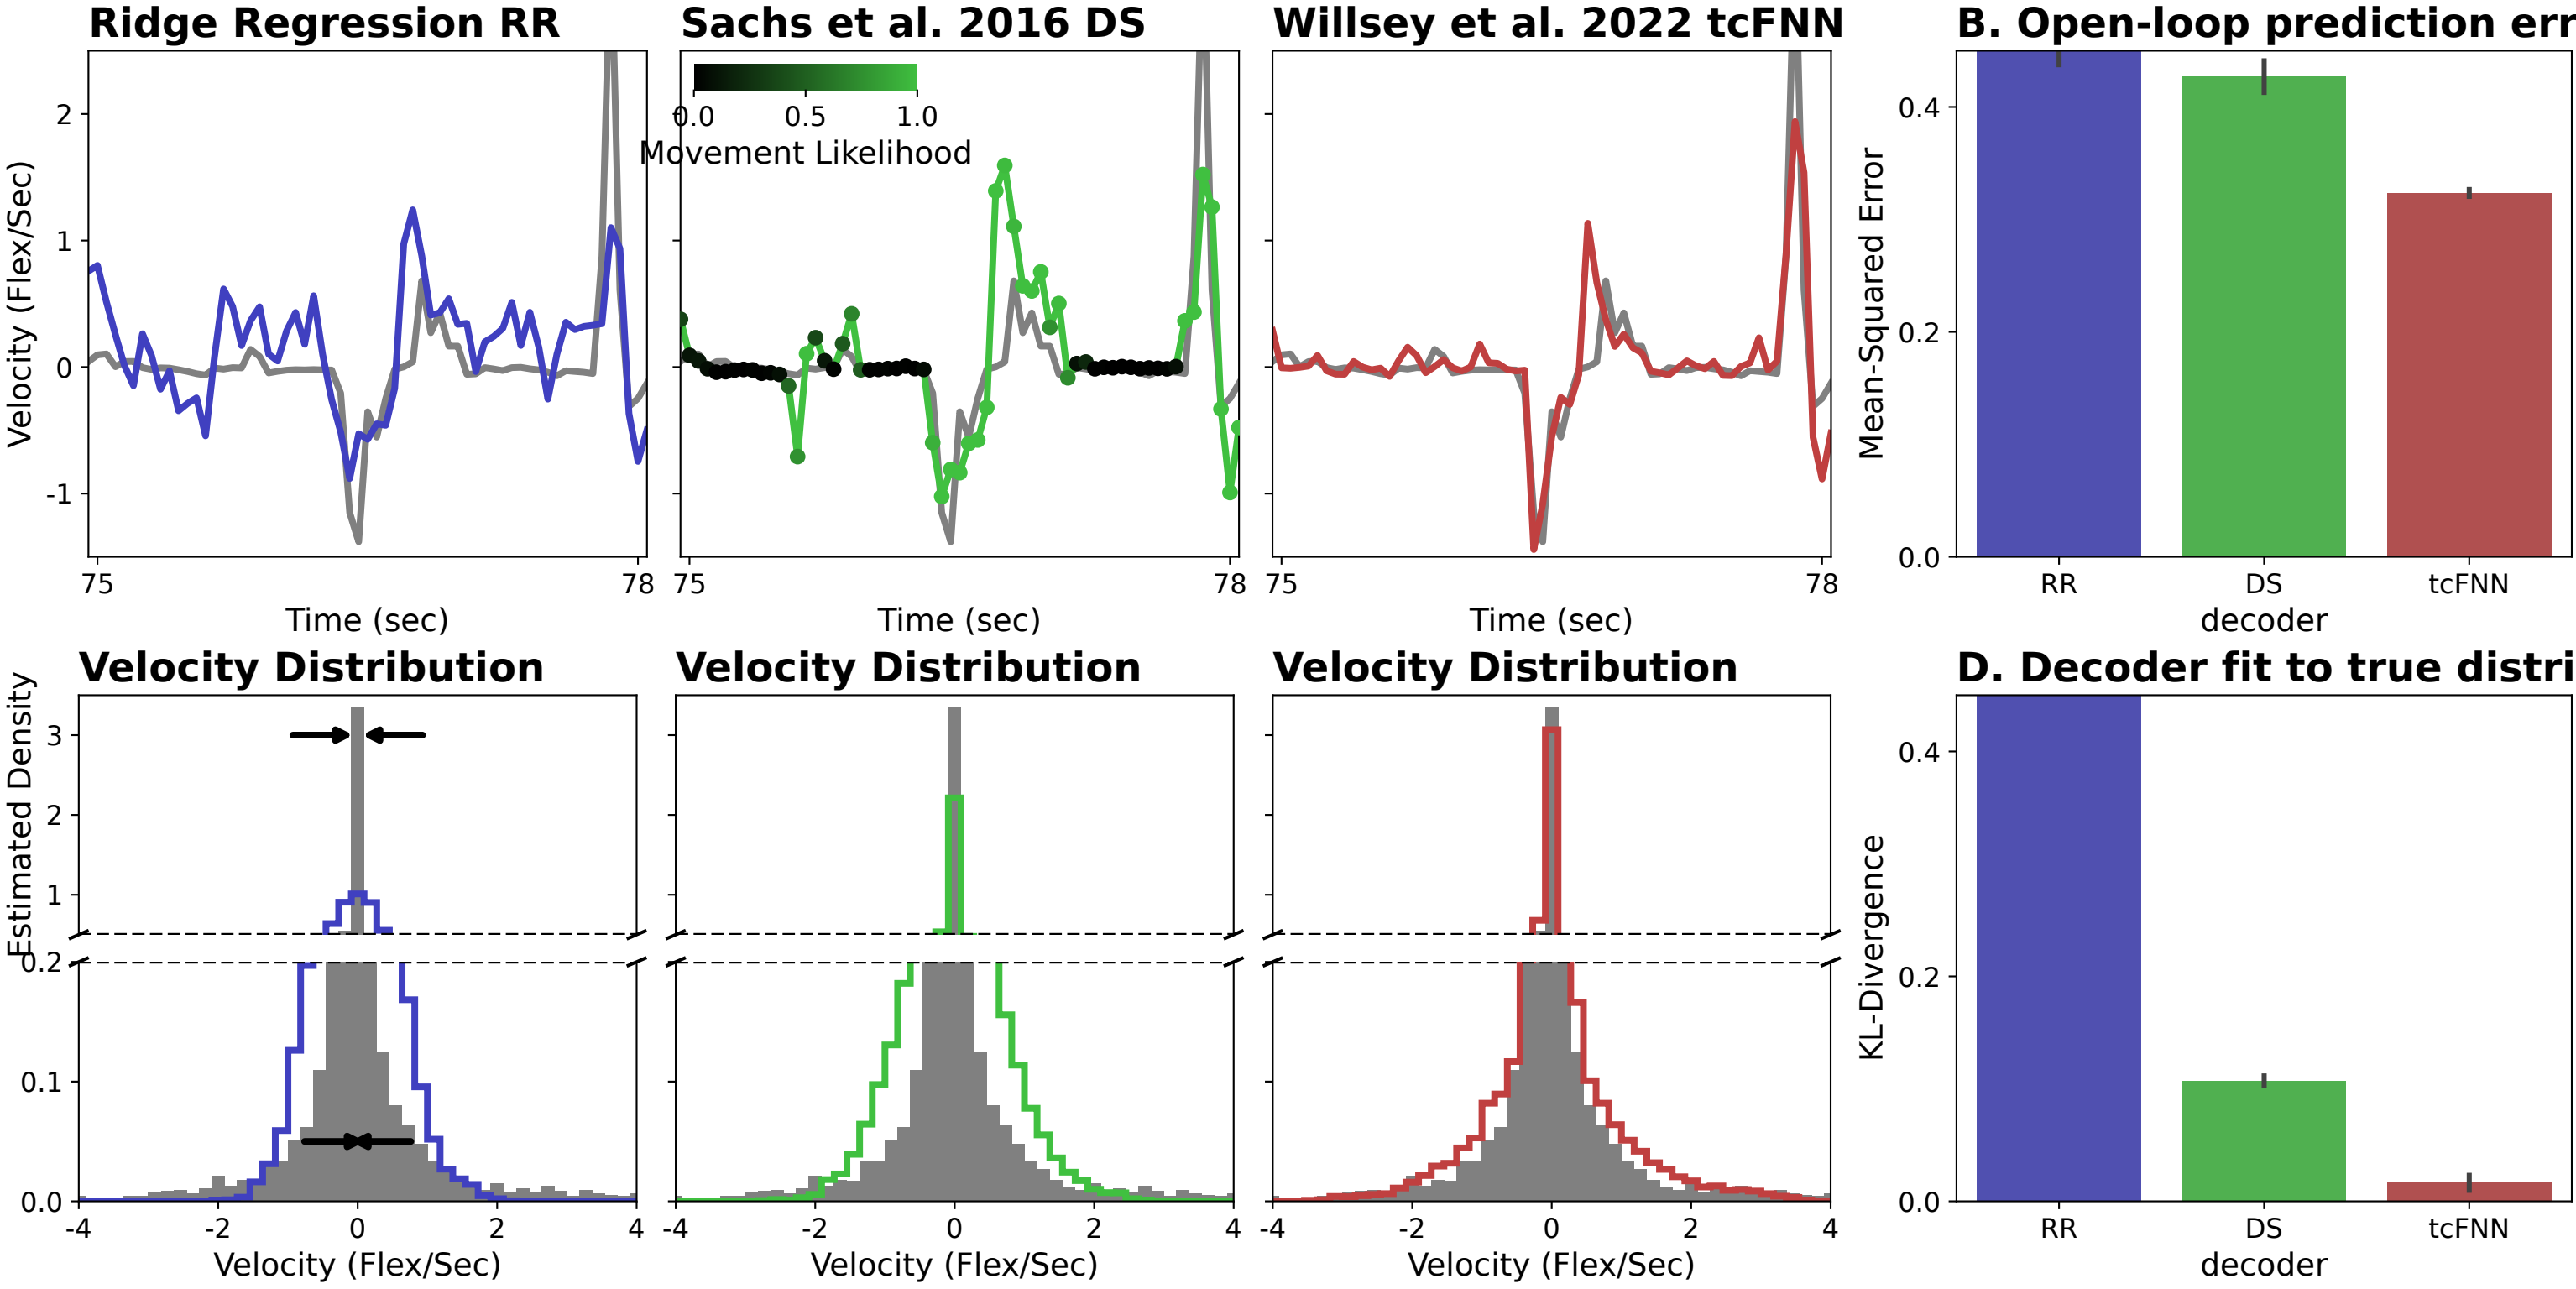 Ridge Regression RR
Velocity (Flex/Sec)
2
1
0
-1
75
78
Time (sec)
Sachs et al. 2016 DS
0.0
0.5
1.0
Movement Likelihood
75
78
Time (sec)
Willsey et al. 2022 tcFNN
75
78
Time (sec)
B. Open-loop prediction err
Mean-Squared Error
0.4
0.2
0.0
RR
DS
tcFNN
decoder
Velocity Distribution
Estimated Density
3
2
1
0.2
0.1
0.0
-4
-2
0
2
4
Velocity (Flex/Sec)
Velocity Distribution
-4
-2
0
2
4
Velocity (Flex/Sec)
Velocity Distribution
-4
-2
0
2
4
Velocity (Flex/Sec)
D. Decoder fit to true distri
KL-Divergence
0.4
0.2
0.0
RR
DS
tcFNN
decoder